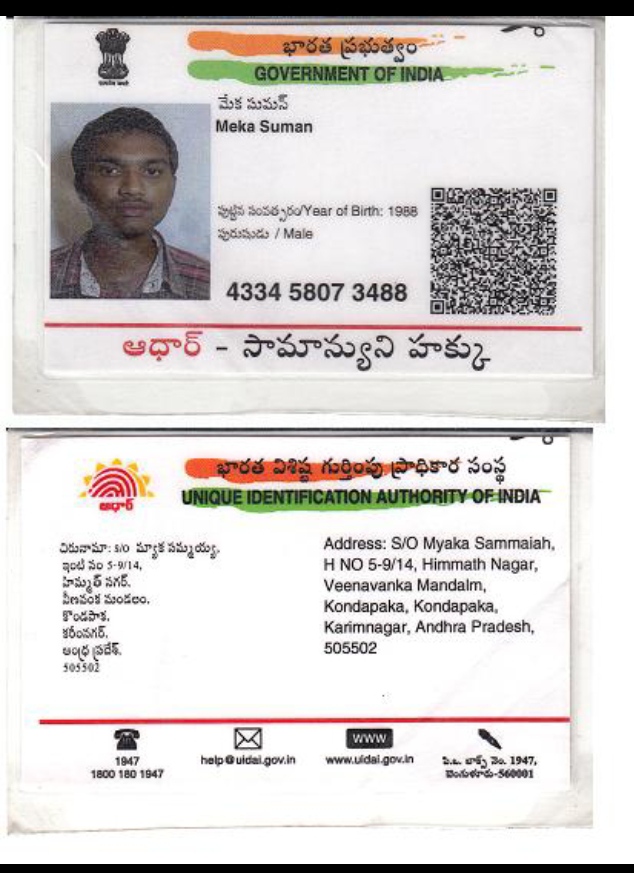 భారత ప్రభుత్వం
GOVERNMENT OF INDIA
మేక సుమన్
Meka Suman
పుట్టిన సంవత్సరం/Year of Birth: 1988
పురుషుడు / Male
4334 5807 3488
ఆధార్ - సామాన్యుని హక్కు
భారత విశిష్ట గుర్తింపు ప్రాధికార సంస్థ
UNIQUE IDENTIFICATION AUTHORITY OF INDIA
ఆధార్
చిరునామా: S/O మ్యాక సమ్మయ్య,
ఇంటి నం 5-9/14,
హిమ్మత్ నగర్,
వీణవంక మండలం,
కొండపాక,
కరీంనగర్,
ఆంధ్ర ప్రదేశ్,
505502
Address: S/O Myaka Sammaiah,
H NO 5-9/14, Himmath Nagar,
Veenavanka Mandalm,
Kondapaka, Kondapaka,
Karimnagar, Andhra Pradesh,
505502
1947
1800 180 1947
help@uidai.gov.in
www
www.uidai.gov.in
పి.ఒ. బాక్స్ నెం. 1947,
బెంగుళూరు-560001